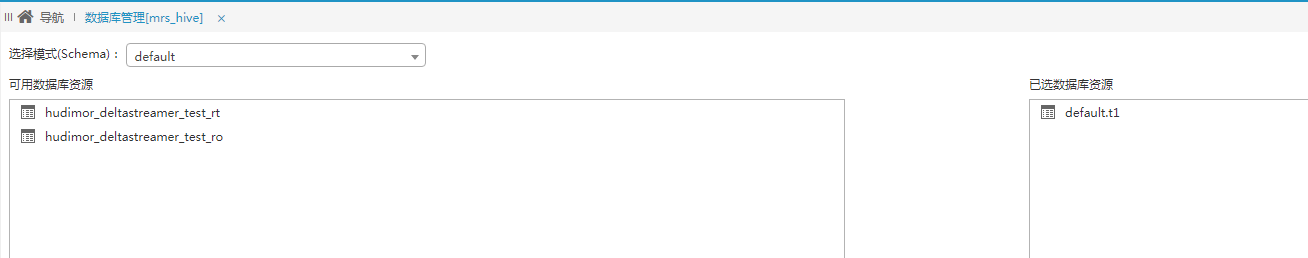 导航 数据库管理[mrs_hive] ×
选择模式(Schema)： default
可用数据库资源
已选数据库资源
hudimor_deltastreamer_test_rt
default.t1
hudimor_deltastreamer_test_ro